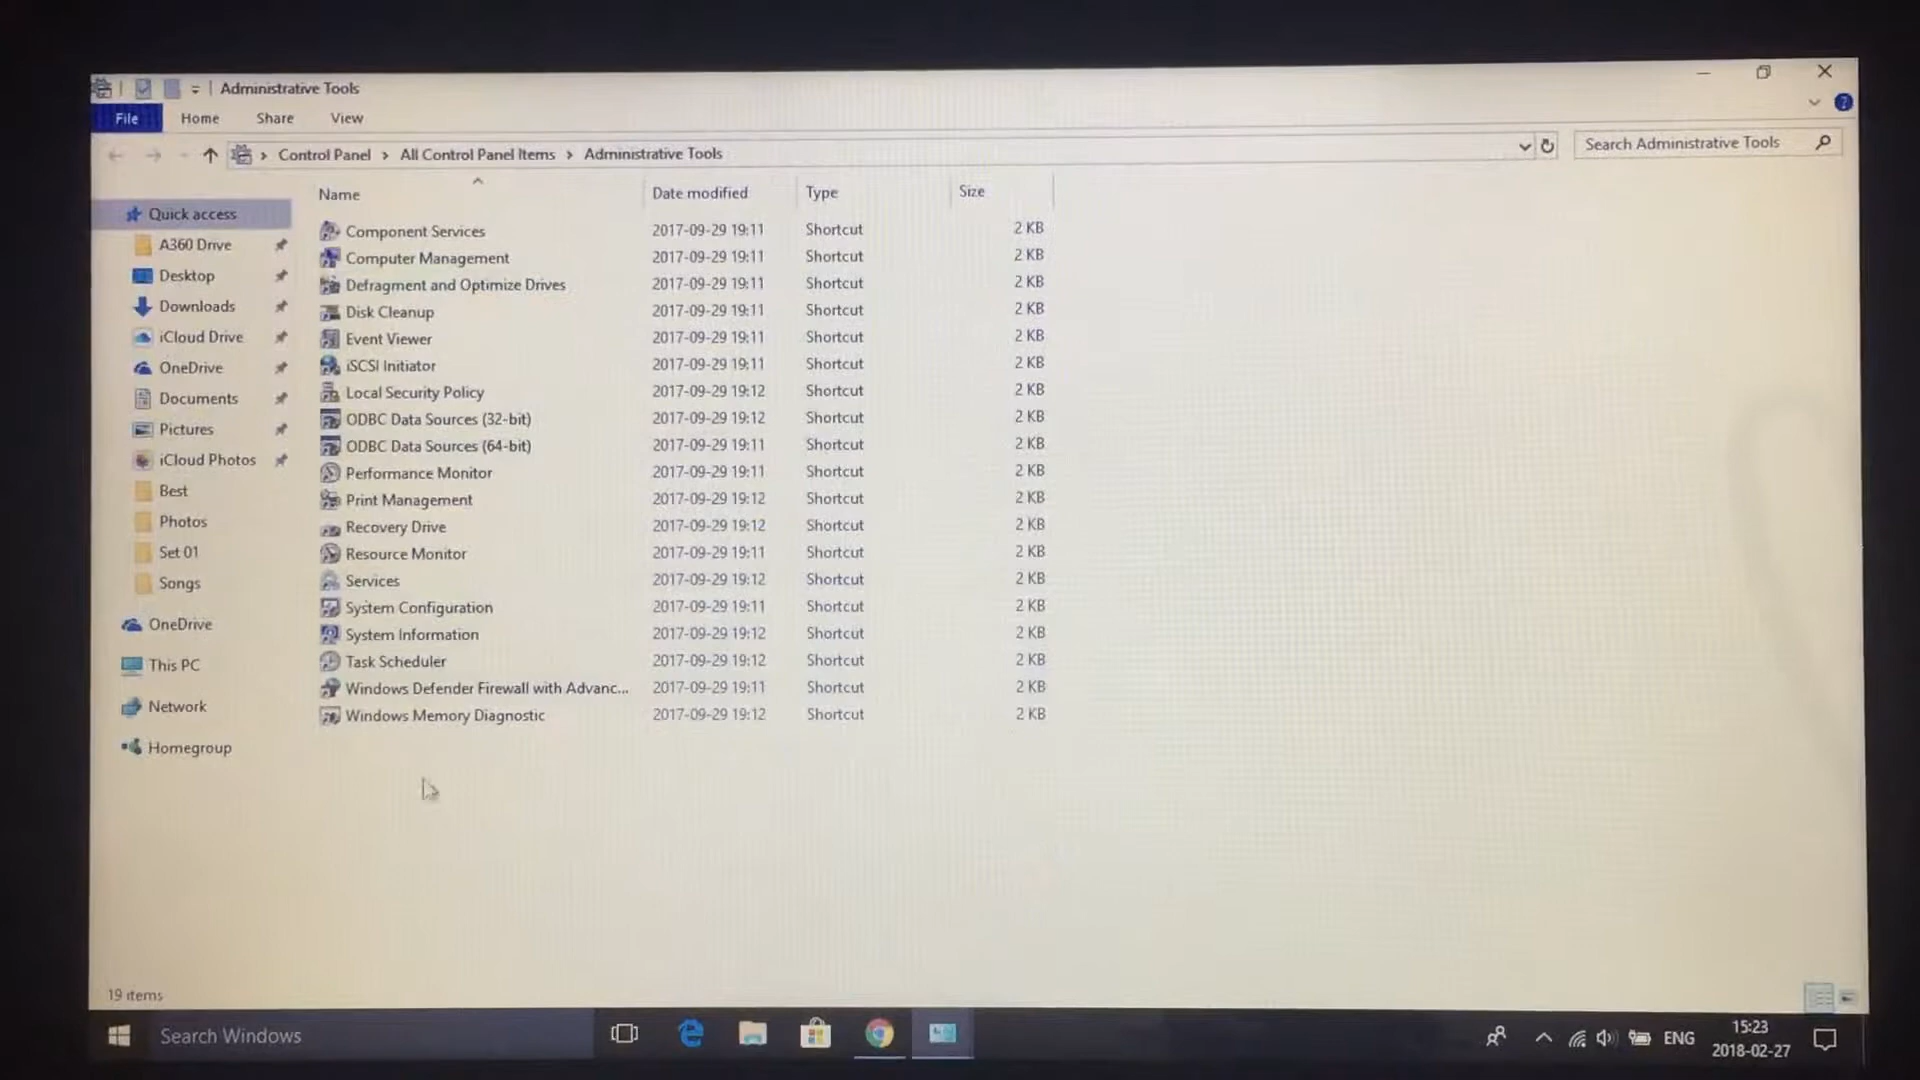 Administrative Tools
File Home Share View
Control Panel > All Control Panel Items > Administrative Tools
Search Administrative Tools
Name Date modified Type Size
Quick access
A360 Drive
Desktop
Downloads
iCloud Drive
OneDrive
Documents
Pictures
iCloud Photos
Best
Photos
Set 01
Songs
OneDrive
This PC
Network
Homegroup
Component Services 2017-09-29 19:11 Shortcut 2 KB
Computer Management 2017-09-29 19:11 Shortcut 2 KB
Defragment and Optimize Drives 2017-09-29 19:11 Shortcut 2 KB
Disk Cleanup 2017-09-29 19:11 Shortcut 2 KB
Event Viewer 2017-09-29 19:11 Shortcut 2 KB
iSCSI Initiator 2017-09-29 19:11 Shortcut 2 KB
Local Security Policy 2017-09-29 19:12 Shortcut 2 KB
ODBC Data Sources (32-bit) 2017-09-29 19:12 Shortcut 2 KB
ODBC Data Sources (64-bit) 2017-09-29 19:11 Shortcut 2 KB
Performance Monitor 2017-09-29 19:11 Shortcut 2 KB
Print Management 2017-09-29 19:12 Shortcut 2 KB
Recovery Drive 2017-09-29 19:12 Shortcut 2 KB
Resource Monitor 2017-09-29 19:11 Shortcut 2 KB
Services 2017-09-29 19:12 Shortcut 2 KB
System Configuration 2017-09-29 19:11 Shortcut 2 KB
System Information 2017-09-29 19:12 Shortcut 2 KB
Task Scheduler 2017-09-29 19:12 Shortcut 2 KB
Windows Defender Firewall with Advanc... 2017-09-29 19:11 Shortcut 2 KB
Windows Memory Diagnostic 2017-09-29 19:12 Shortcut 2 KB
19 items
Search Windows
ENG
15:23
2018-02-27